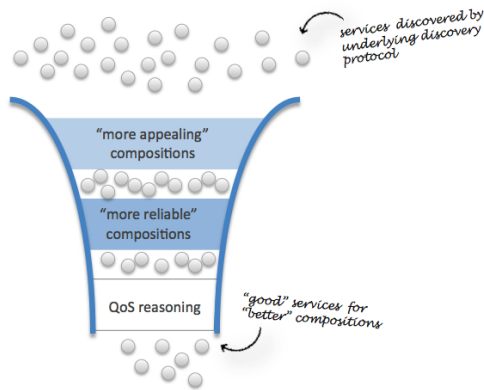 services discovered by
underlying discovery
protocol
“more appealing”
compositions
“more reliable”
compositions
QoS reasoning
“good” services for
“better” compositions